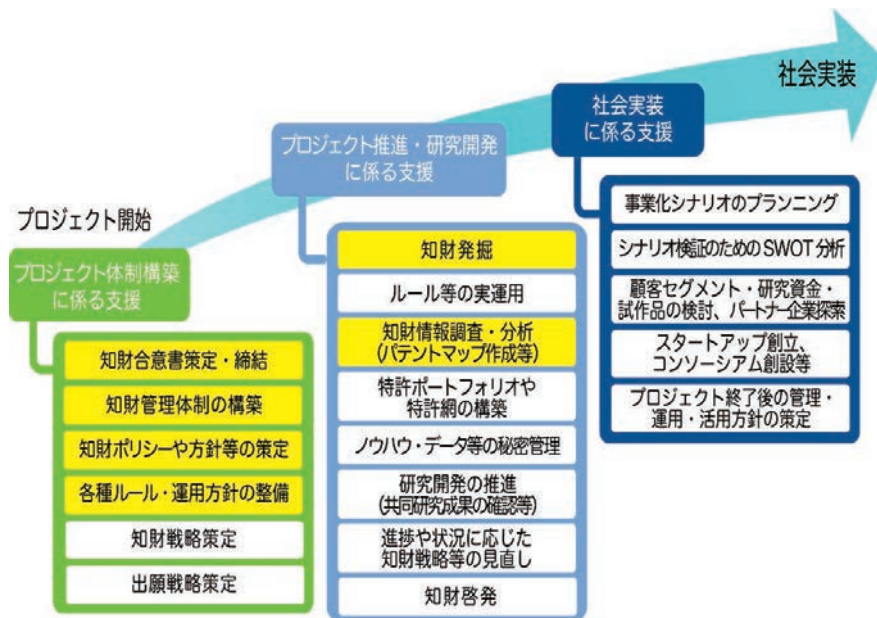 社会実装
社会実装
に係る支援
プロジェクト推進・研究開発
に係る支援
プロジェクト開始
プロジェクト体制構築
に係る支援
知財合意書策定・締結
知財管理体制の構築
知財ポリシーや方針等の策定
各種ルール・運用方針の整備
知財戦略策定
出願戦略策定
知財発掘
ルール等の実運用
知財情報調査・分析
(パテントマップ作成等)
特許ポートフォリオや
特許網の構築
ノウハウ・データ等の秘密管理
研究開発の推進
(共同研究成果の確認等)
進捗や状況に応じた
知財戦略等の見直し
知財啓発
事業化シナリオのプランニング
シナリオ検証のためのSWOT分析
顧客セグメント・研究資金・
試作品の検討、パートナー企業探索
スタートアップ創立、
コンソーシアム創設等
プロジェクト終了後の管理・
運用・活用方針の策定